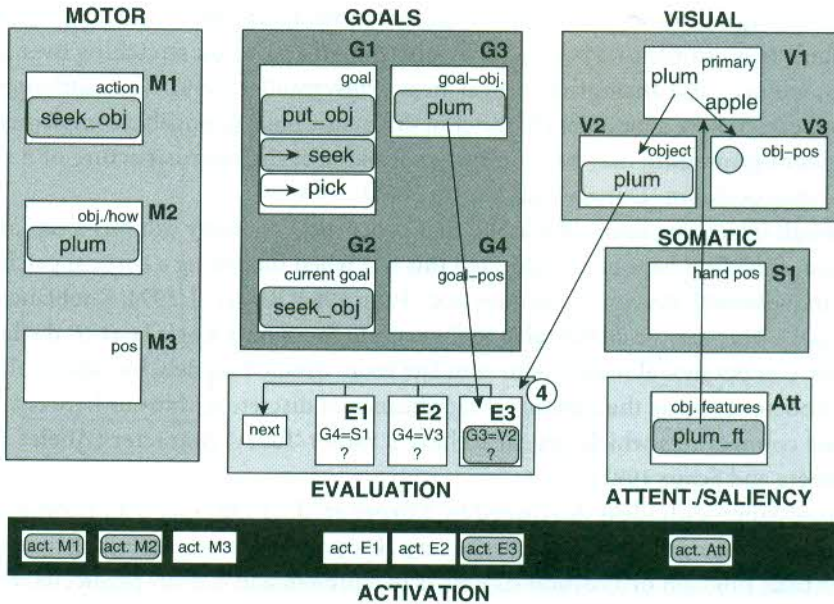 MOTOR
M1
action
seek_obj
M2
obj./how
plum
M3
pos
GOALS
G1
goal
put_obj
seek
pick
G3
goal–obj.
plum
G2
current goal
seek_obj
G4
goal-pos
VISUAL
V1
primary
plum
apple
V2
object
plum
V3
obj-pos
SOMATIC
S1
hand pos
Att
obj. features
plum_ft
ATTENT./SALIENCY
4
next
E1
G4=S1
?
E2
G4=V3
?
E3
G3=V2
?
EVALUATION
act. M1
act. M2
act. M3
act. E1
act. E2
act. E3
act. Att
ACTIVATION